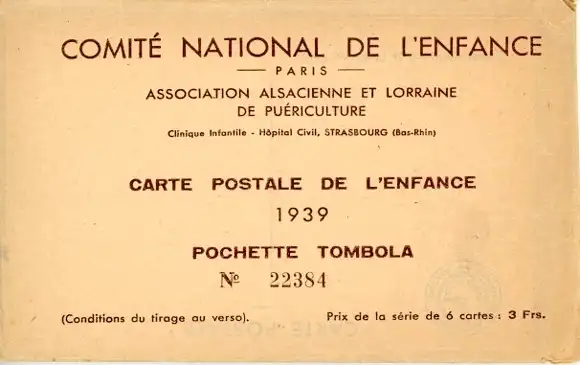 COMITÉ NATIONAL DE L'ENFANCE
— PARIS —
ASSOCIATION ALSACIENNE ET LORRAINE
DE PUÉRICULTURE
Clinique Infantile - Hôpital Civil, STRASBOURG (Bas-Rhin)
CARTE POSTALE DE L'ENFANCE
1939
POCHETTE TOMBOLA
No 22384
(Conditions du tirage au verso). Prix de la série de 6 cartes : 3 Frs.